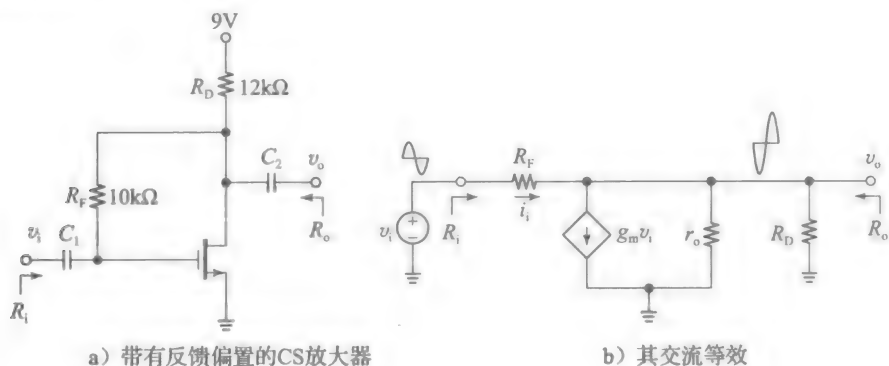 9V
R_D 12kΩ
C_2 v_o
R_F 10kΩ
R_o
v_i C_1
R_i
a）带有反馈偏置的CS放大器
R_F
v_o
i_i
R_i
R_o
v_i
g_m v_i
r_o
R_D
b）其交流等效